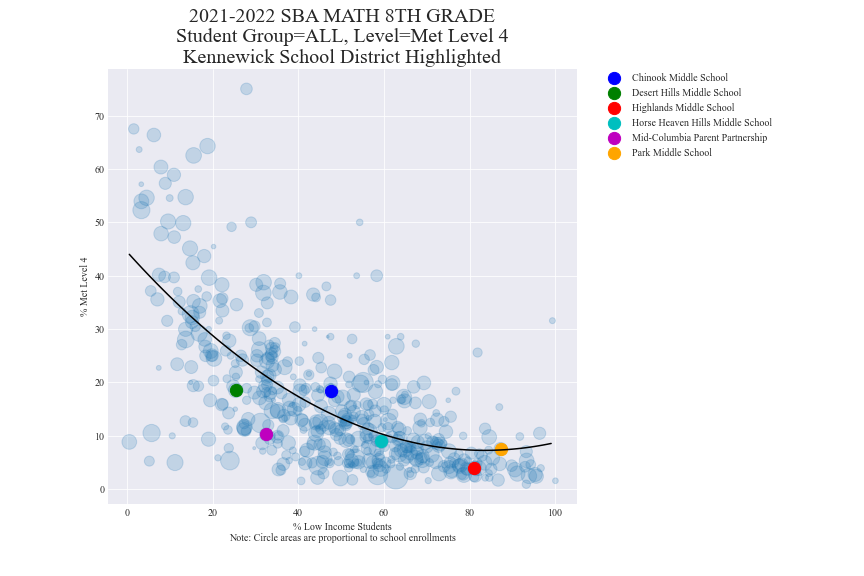 2021-2022 SBA MATH 8TH GRADE
Student Group=ALL, Level=Met Level 4
Kennewick School District Highlighted
Chinook Middle School
Desert Hills Middle School
Highlands Middle School
Horse Heaven Hills Middle School
Mid-Columbia Parent Partnership
Park Middle School
% Met Level 4
70
60
50
40
30
20
10
0
0 20 40 60 80 100
% Low Income Students
Note: Circle areas are proportional to school enrollments